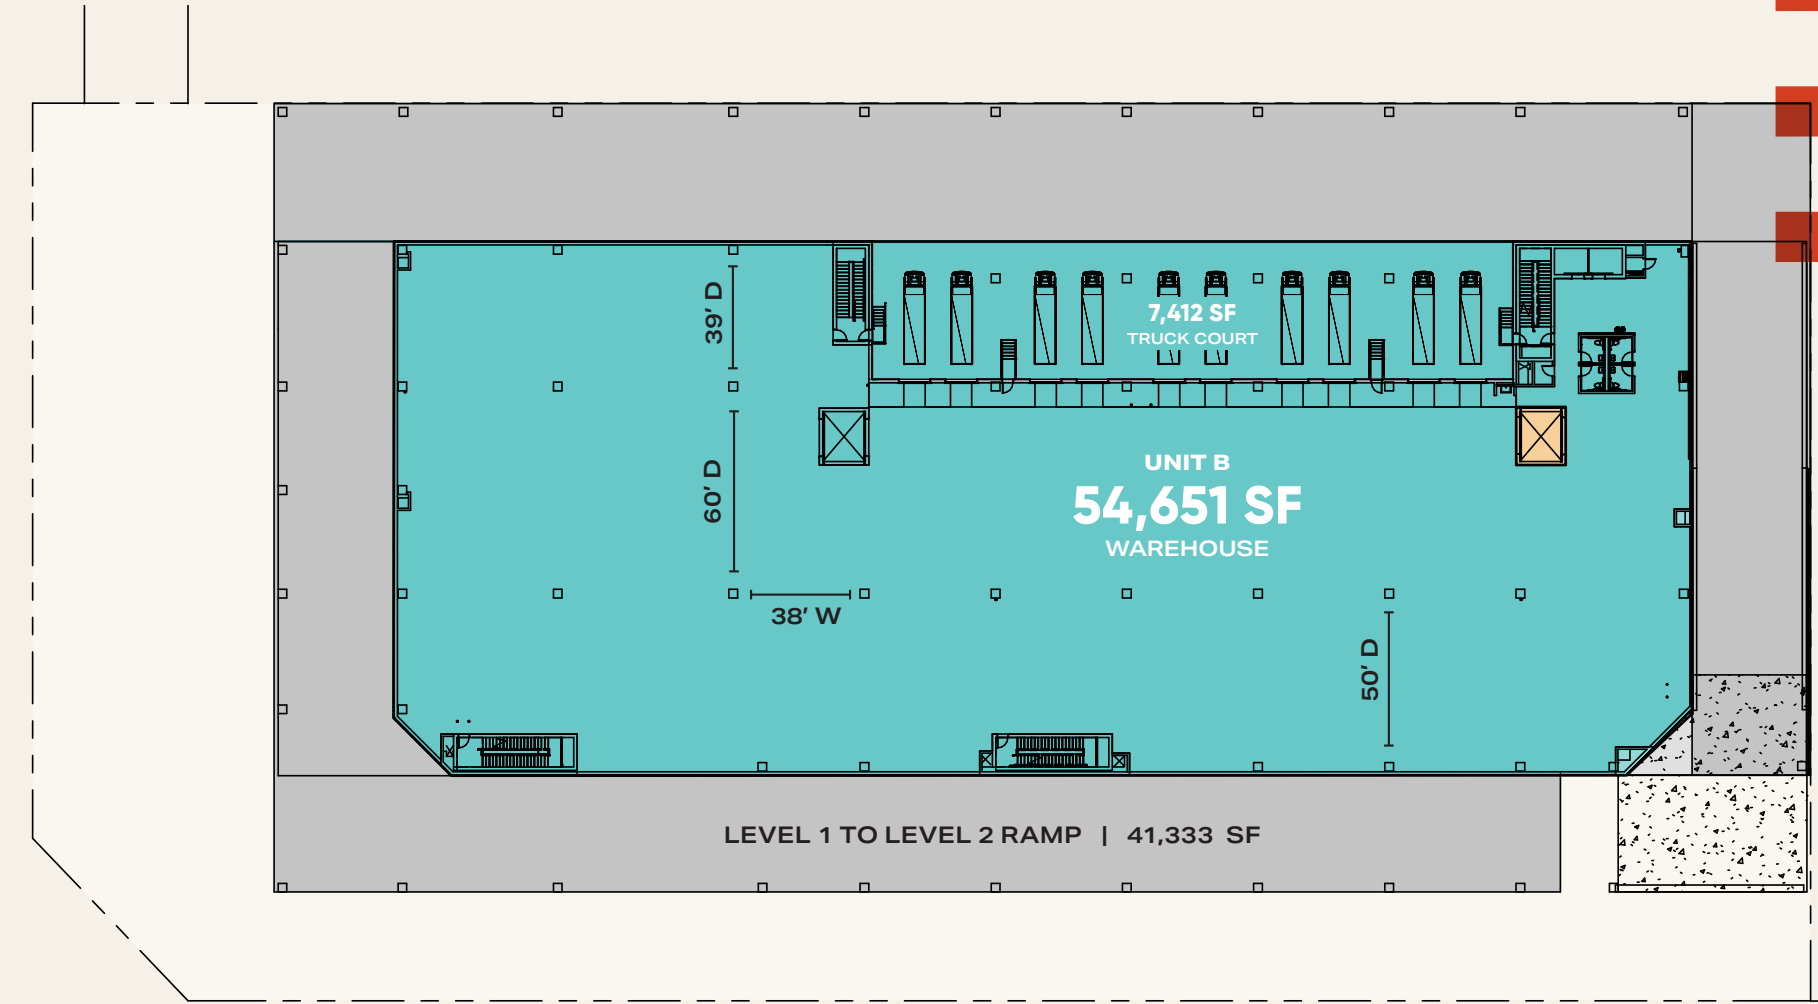 39' D
7,412 SF
TRUCK COURT
60' D
UNIT B
54,651 SF
WAREHOUSE
38' W
50' D
LEVEL 1 TO LEVEL 2 RAMP | 41,333 SF